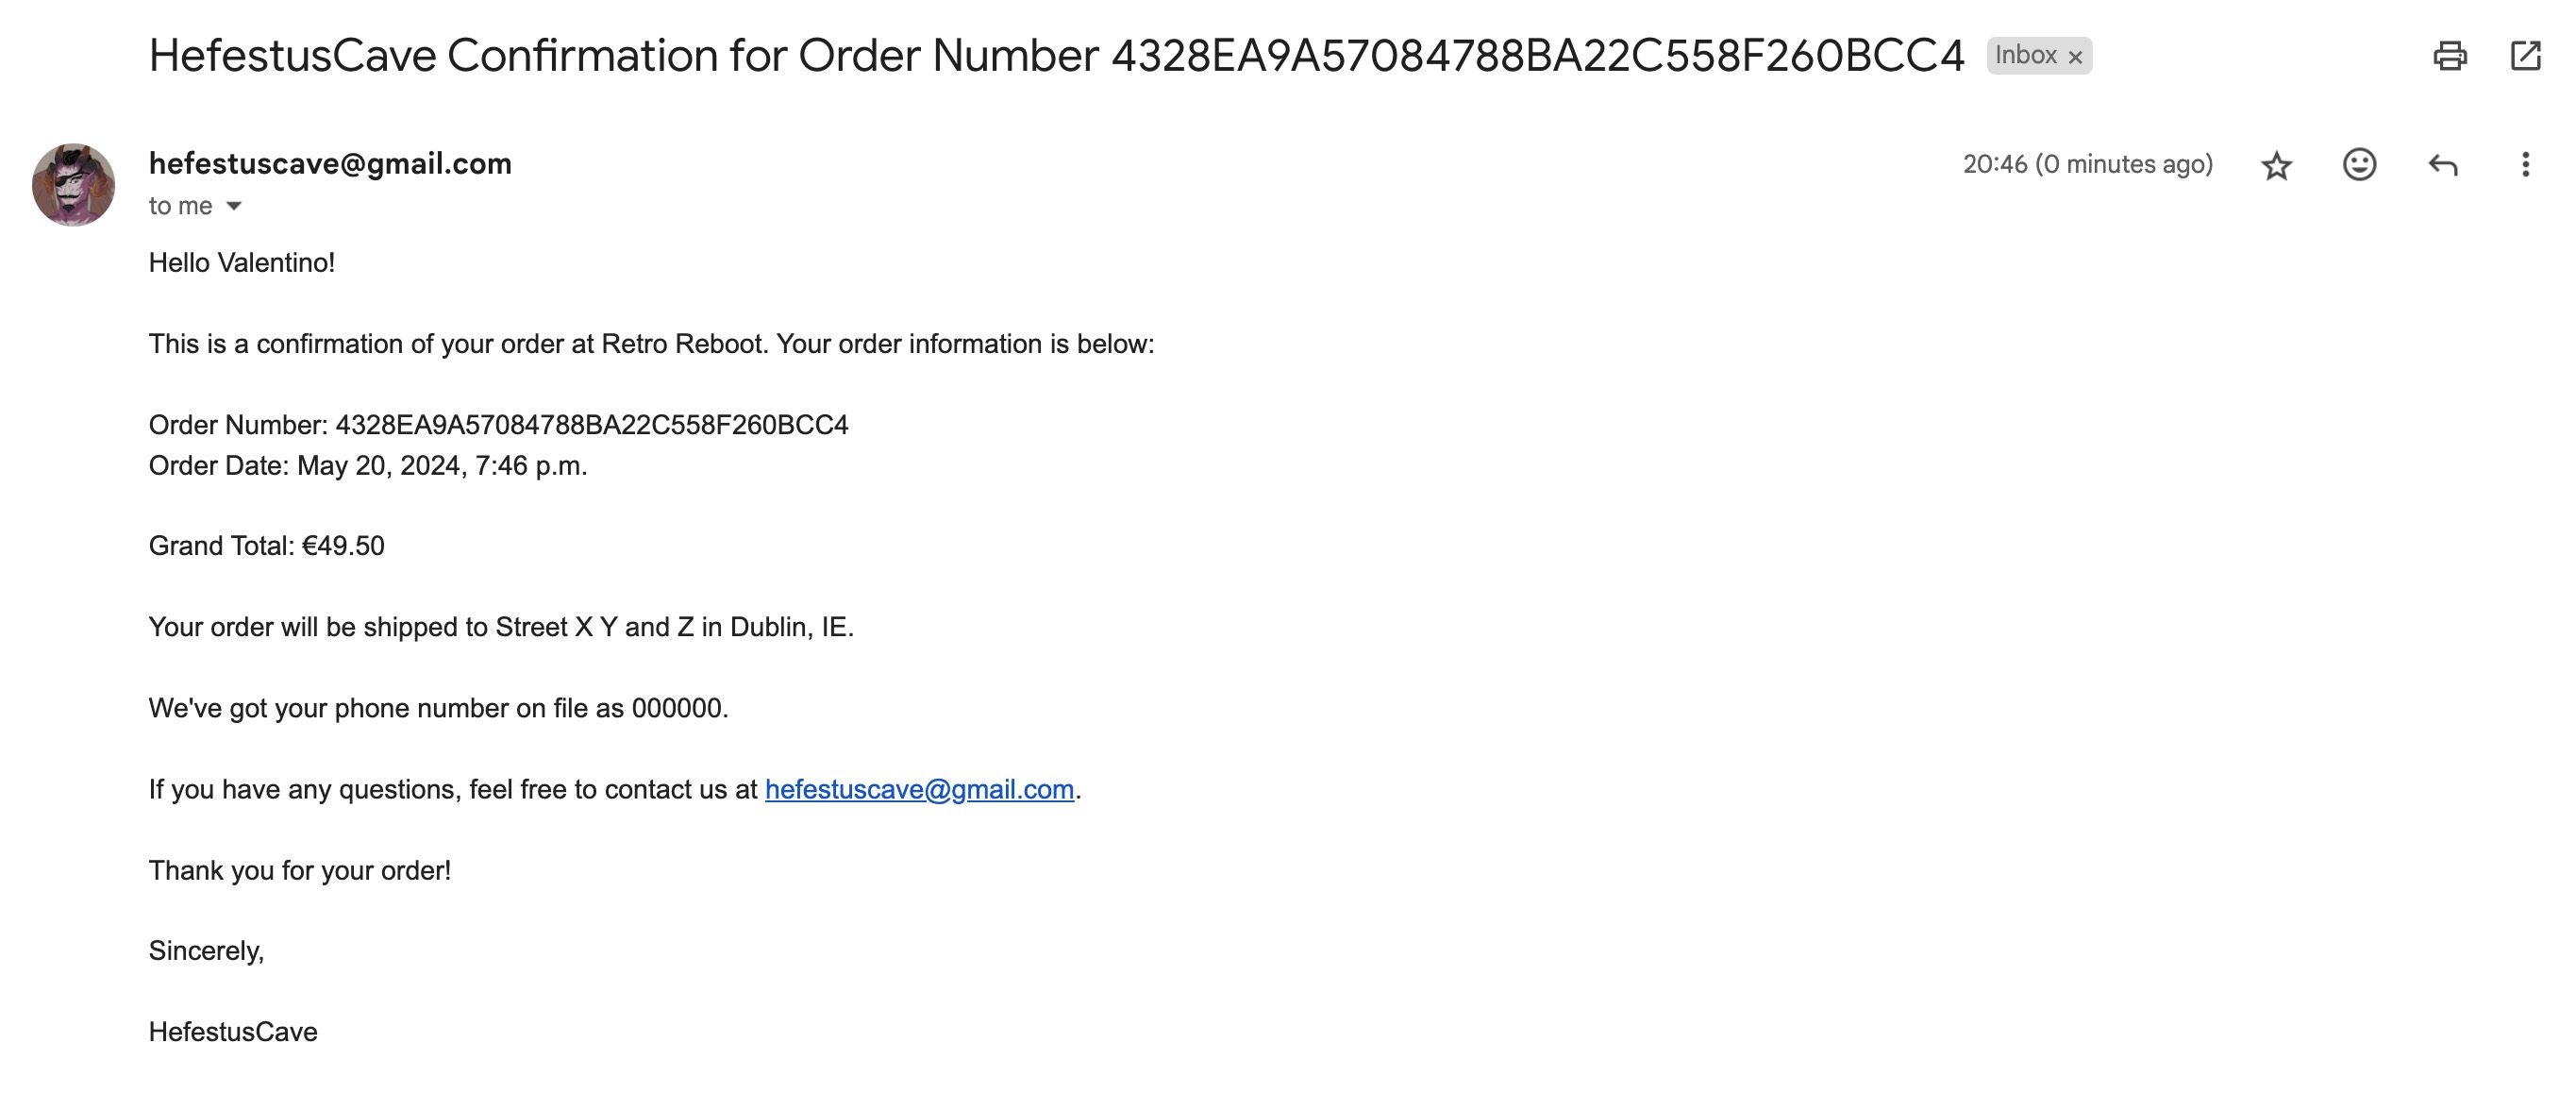 HefestusCave Confirmation for Order Number 4328EA9A57084788BA22C558F260BCC4 Inbox x
hefestuscave@gmail.com 20:46 (0 minutes ago)
to me
Hello Valentino!
This is a confirmation of your order at Retro Reboot. Your order information is below:
Order Number: 4328EA9A57084788BA22C558F260BCC4
Order Date: May 20, 2024, 7:46 p.m.
Grand Total: €49.50
Your order will be shipped to Street X Y and Z in Dublin, IE.
We've got your phone number on file as 000000.
If you have any questions, feel free to contact us at hefestuscave@gmail.com.
Thank you for your order!
Sincerely,
HefestusCave